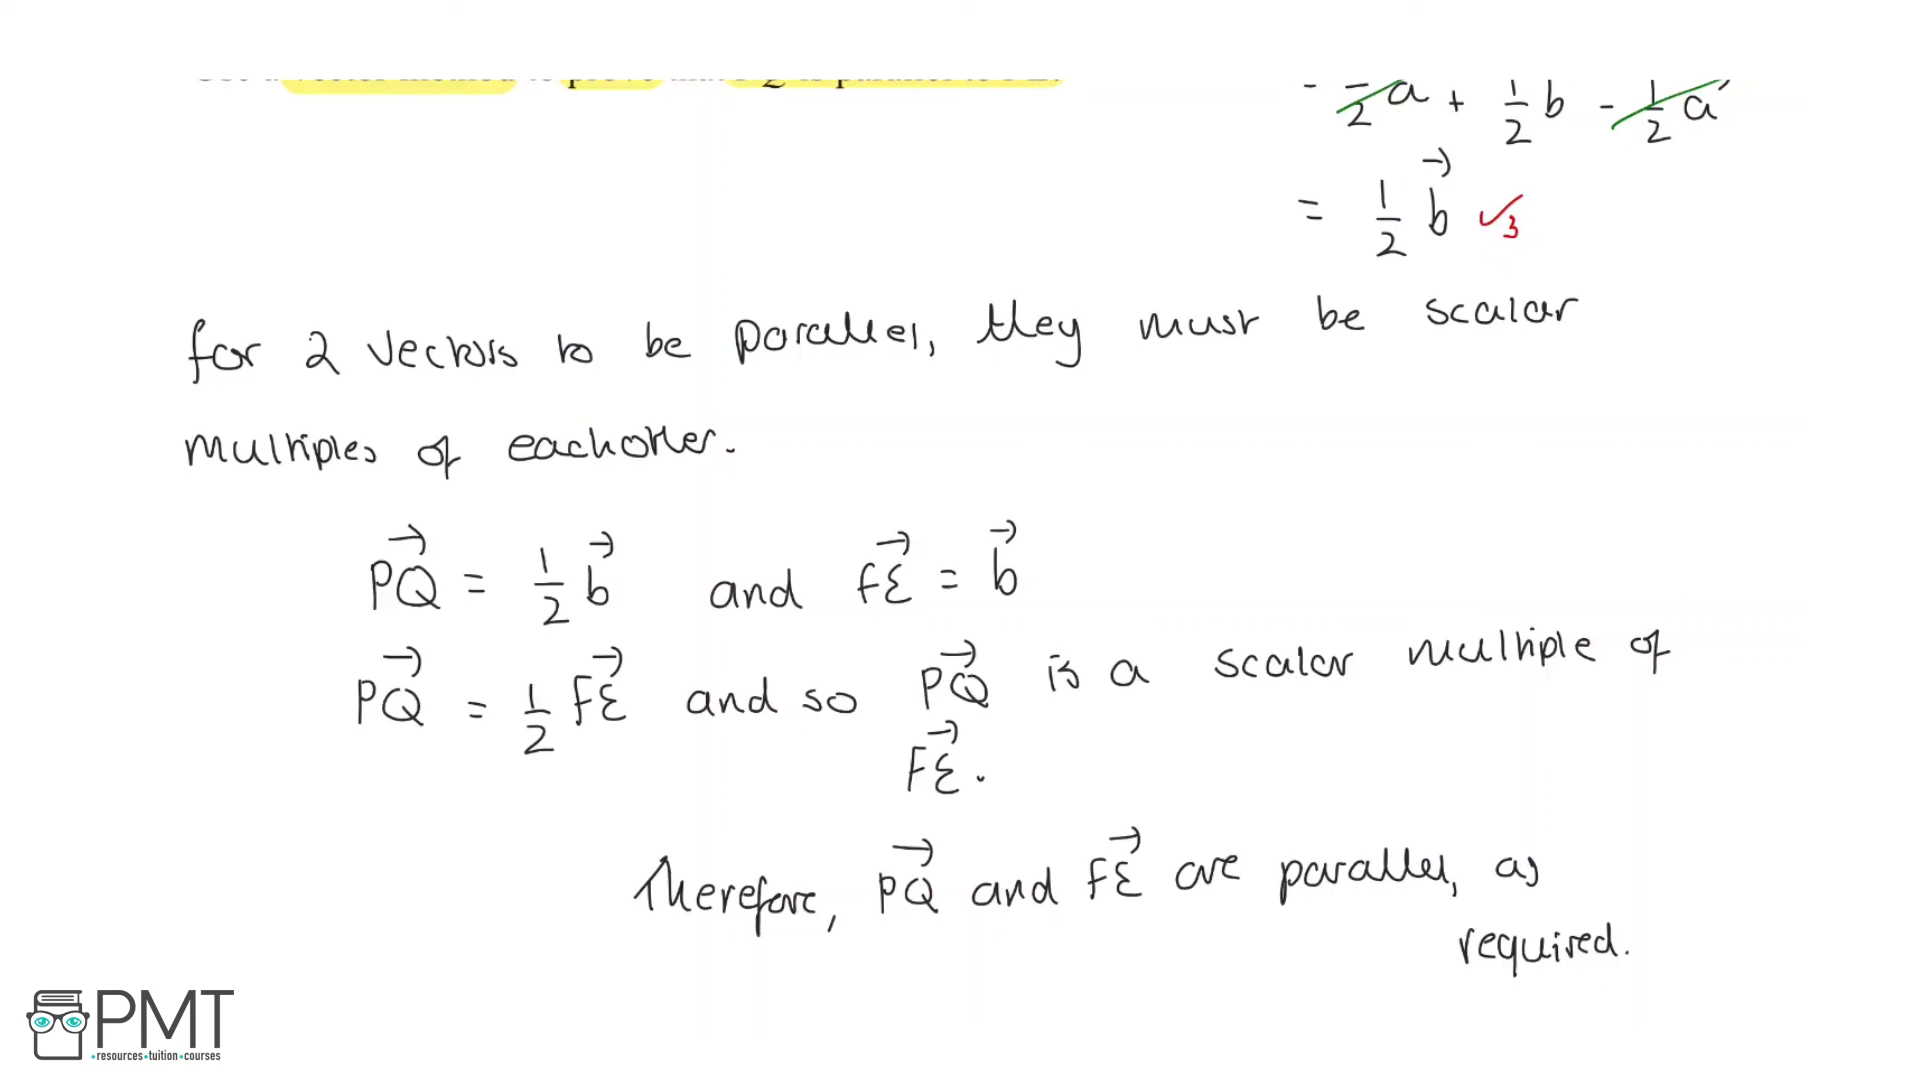 - 1/2 a + 1/2 b - 1/2 a
= 1/2 b→ ✓3
for 2 vectors to be parallel, they must be scalar
multiples of eachother.
PQ→ = 1/2 b→ and FE→ = b→
PQ→ = 1/2 FE→ and so PQ→ is a scalar multiple of
FE→.
Therefore, PQ→ and FE→ are parallel, as
required.
PMT
•resources•tuition•courses